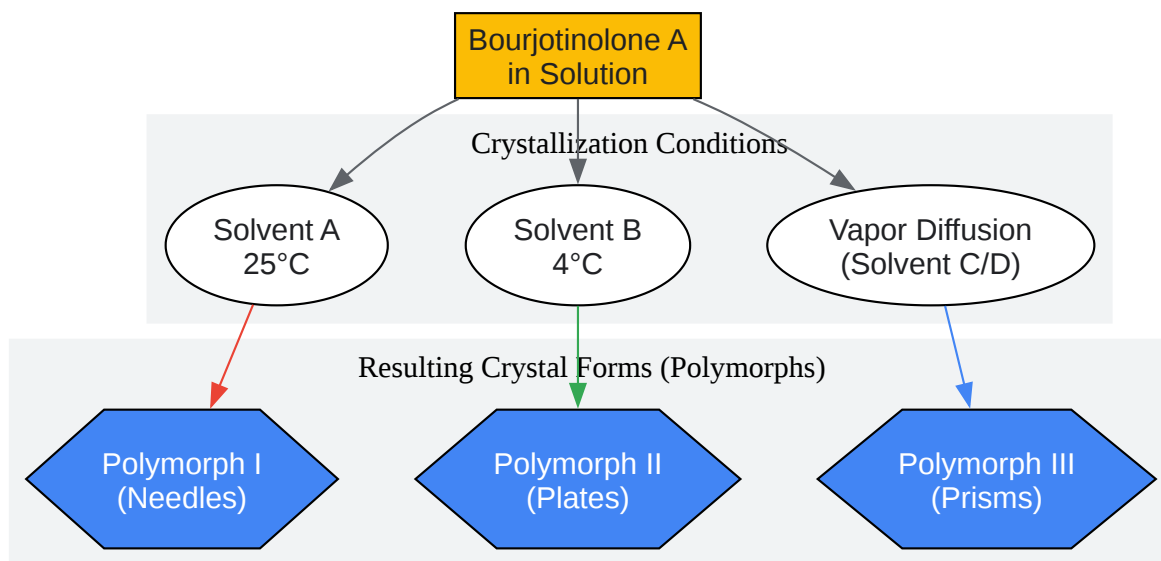 Bourjotinolone A
in Solution
Crystallization Conditions
Solvent A
25°C
Solvent B
4°C
Vapor Diffusion
(Solvent C/D)
Resulting Crystal Forms (Polymorphs)
Polymorph I
(Needles)
Polymorph II
(Plates)
Polymorph III
(Prisms)